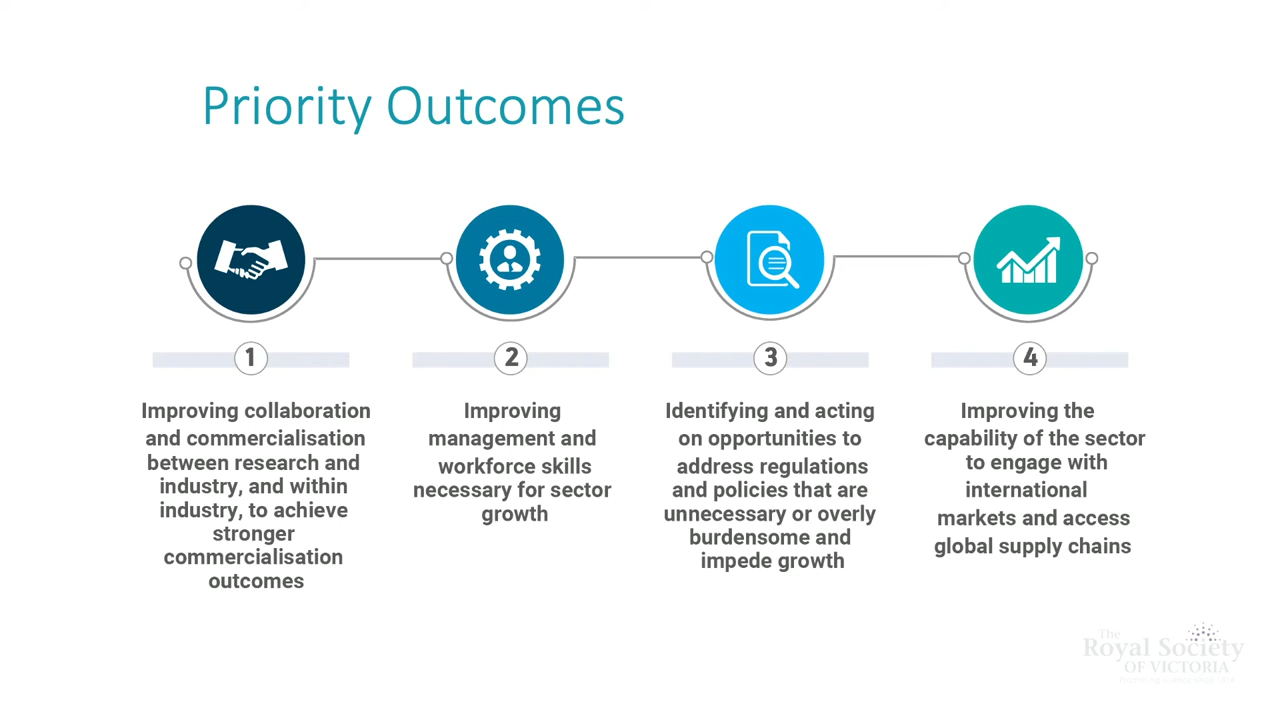 Priority Outcomes
1
Improving collaboration
and commercialisation
between research and
industry, and within
industry, to achieve
stronger
commercialisation
outcomes
2
Improving
management and
workforce skills
necessary for sector
growth
3
Identifying and acting
on opportunities to
address regulations
and policies that are
unnecessary or overly
burdensome and
impede growth
4
Improving the
capability of the sector
to engage with
international
markets and access
global supply chains
The
Royal Society
OF VICTORIA